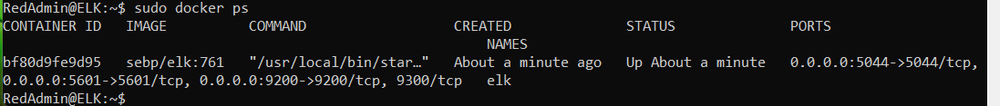 RedAdmin@ELK:~$ sudo docker ps
CONTAINER ID   IMAGE          COMMAND                  CREATED              STATUS              PORTS
NAMES
bf80d9fe9d95   sebp/elk:761   "/usr/local/bin/star…"   About a minute ago   Up About a minute   0.0.0.0:5044->5044/tcp,
0.0.0.0:5601->5601/tcp, 0.0.0.0:9200->9200/tcp, 9300/tcp   elk
RedAdmin@ELK:~$